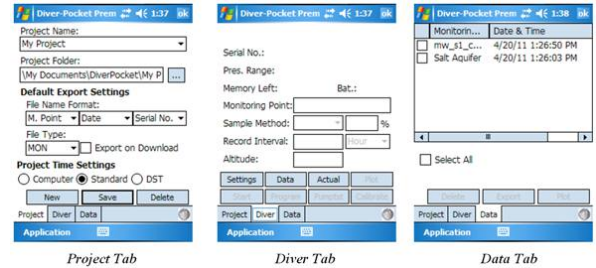 Diver-Pocket Prem 1:37 ok
Project Name:
My Project
Project Folder:
\My Documents\DiverPocket\My P ...
Default Export Settings
File Name Format:
M. Point Date Serial No.
File Type:
MON Export on Download
Project Time Settings
Computer Standard DST
New Save Delete
Project Diver Data
Application
Project Tab
Diver-Pocket Prem 1:37 ok
Serial No.:
Pres. Range:
Memory Left: Bat.:
Monitoring Point:
Sample Method: %
Record Interval: Hour
Altitude:
Settings Data Actual Plot
Start Program Functst Calibrate
Project Diver Data
Application
Diver Tab
Diver-Pocket Prem 1:38 ok
Monitorin... Date & Time
mw_s1_c... 4/20/11 1:26:50 PM
Salt Aquifer 4/20/11 1:26:03 PM
Select All
Delete Export Plot
Project Diver Data
Application
Data Tab